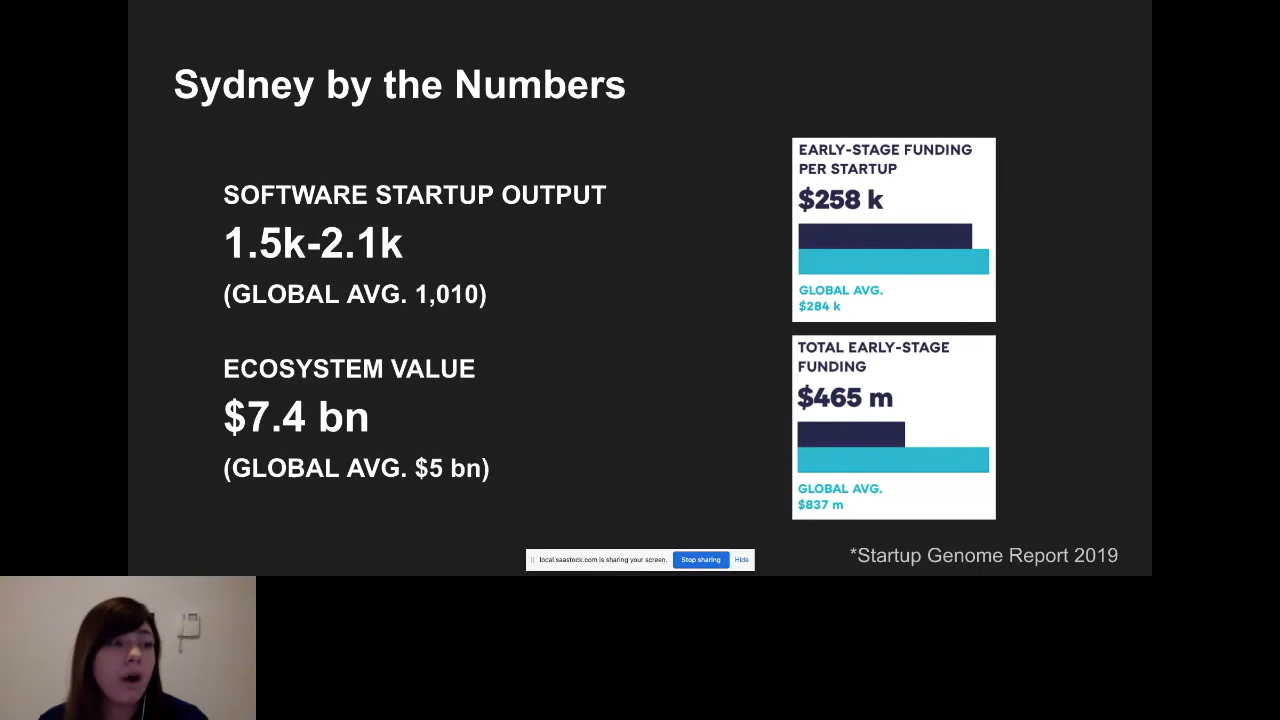 Sydney by the Numbers
SOFTWARE STARTUP OUTPUT
1.5k-2.1k
(GLOBAL AVG. 1,010)
ECOSYSTEM VALUE
$7.4 bn
(GLOBAL AVG. $5 bn)
EARLY-STAGE FUNDING
PER STARTUP
$258 k
GLOBAL AVG.
$284 k
TOTAL EARLY-STAGE
FUNDING
$465 m
GLOBAL AVG.
$837 m
*Startup Genome Report 2019
local.saastock.com is sharing your screen. Stop sharing Hide